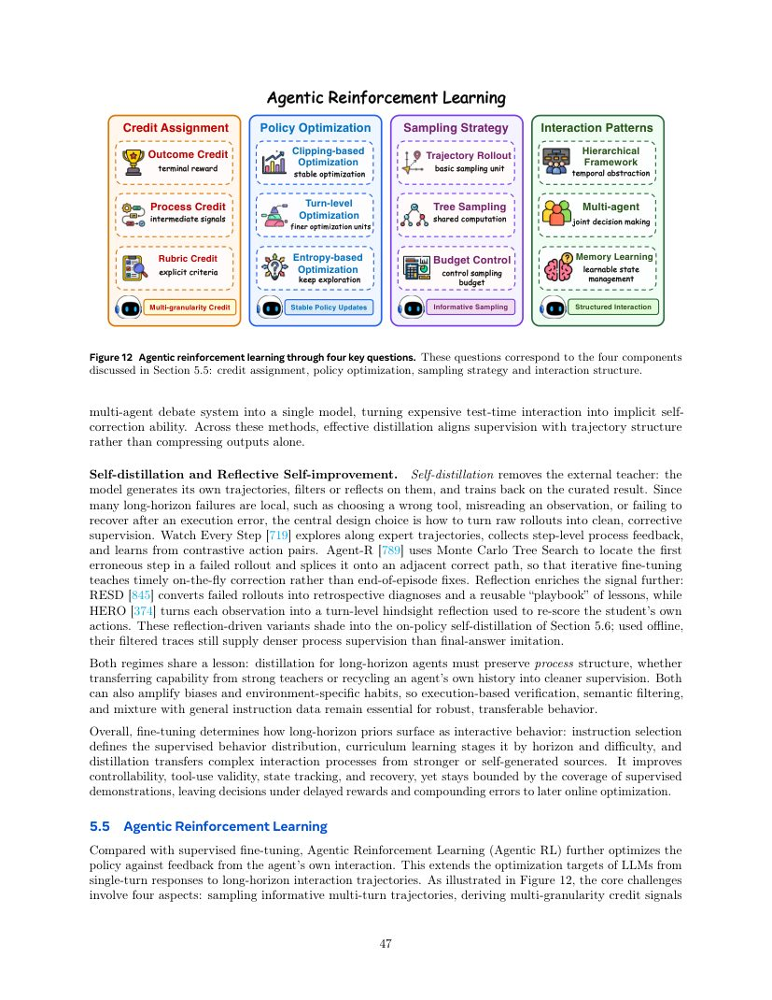 Agentic Reinforcement Learning
Credit Assignment
Outcome Credit
terminal reward
Process Credit
intermediate signals
Rubric Credit
explicit criteria
Multi-granularity Credit
Policy Optimization
Clipping-based
Optimization
stable optimization
Turn-level
Optimization
finer optimization units
Entropy-based
Optimization
keep exploration
Stable Policy Updates
Sampling Strategy
Trajectory Rollout
basic sampling unit
Tree Sampling
shared computation
Budget Control
control sampling
budget
Informative Sampling
Interaction Patterns
Hierarchical
Framework
temporal abstraction
Multi-agent
joint decision making
Memory Learning
learnable state
management
Structured Interaction
Figure 12 Agentic reinforcement learning through four key questions. These questions correspond to the four components
discussed in Section 5.5: credit assignment, policy optimization, sampling strategy and interaction structure.
multi-agent debate system into a single model, turning expensive test-time interaction into implicit self-
correction ability. Across these methods, effective distillation aligns supervision with trajectory structure
rather than compressing outputs alone.
Self-distillation and Reflective Self-improvement. Self-distillation removes the external teacher: the
model generates its own trajectories, filters or reflects on them, and trains back on the curated result. Since
many long-horizon failures are local, such as choosing a wrong tool, misreading an observation, or failing to
recover after an execution error, the central design choice is how to turn raw rollouts into clean, corrective
supervision. Watch Every Step [719] explores along expert trajectories, collects step-level process feedback,
and learns from contrastive action pairs. Agent-R [789] uses Monte Carlo Tree Search to locate the first
erroneous step in a failed rollout and splices it onto an adjacent correct path, so that iterative fine-tuning
teaches timely on-the-fly correction rather than end-of-episode fixes. Reflection enriches the signal further:
RESD [845] converts failed rollouts into retrospective diagnoses and a reusable “playbook” of lessons, while
HERO [374] turns each observation into a turn-level hindsight reflection used to re-score the student’s own
actions. These reflection-driven variants shade into the on-policy self-distillation of Section 5.6; used offline,
their filtered traces still supply denser process supervision than final-answer imitation.
Both regimes share a lesson: distillation for long-horizon agents must preserve process structure, whether
transferring capability from strong teachers or recycling an agent’s own history into cleaner supervision. Both
can also amplify biases and environment-specific habits, so execution-based verification, semantic filtering,
and mixture with general instruction data remain essential for robust, transferable behavior.
Overall, fine-tuning determines how long-horizon priors surface as interactive behavior: instruction selection
defines the supervised behavior distribution, curriculum learning stages it by horizon and difficulty, and
distillation transfers complex interaction processes from stronger or self-generated sources. It improves
controllability, tool-use validity, state tracking, and recovery, yet stays bounded by the coverage of supervised
demonstrations, leaving decisions under delayed rewards and compounding errors to later online optimization.
5.5 Agentic Reinforcement Learning
Compared with supervised fine-tuning, Agentic Reinforcement Learning (Agentic RL) further optimizes the
policy against feedback from the agent’s own interaction. This extends the optimization targets of LLMs from
single-turn responses to long-horizon interaction trajectories. As illustrated in Figure 12, the core challenges
involve four aspects: sampling informative multi-turn trajectories, deriving multi-granularity credit signals
47